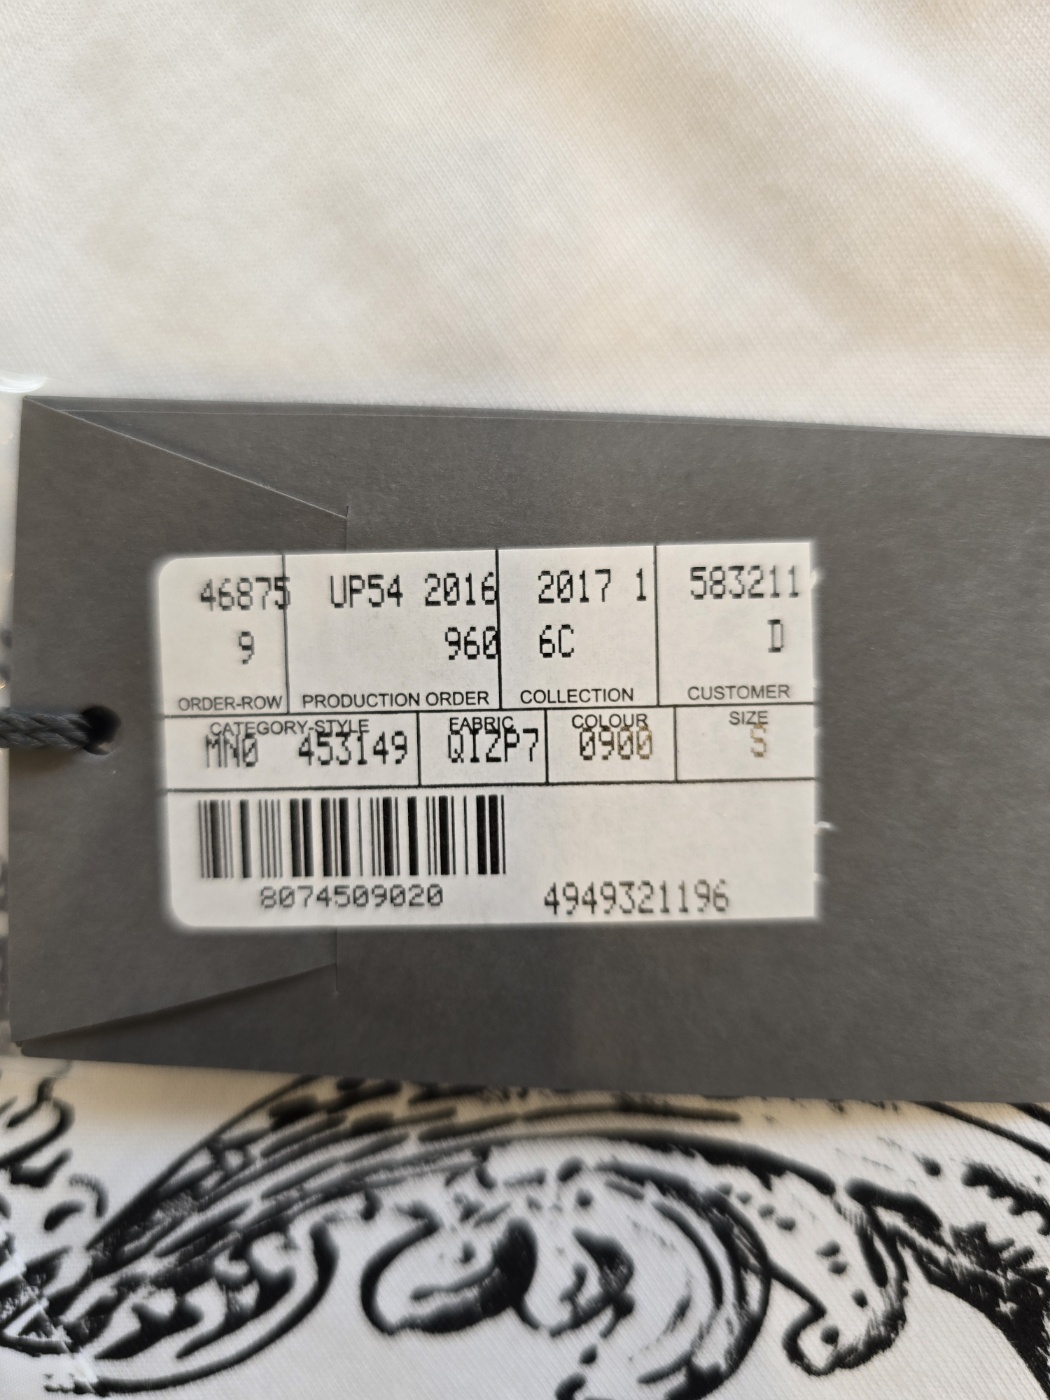 46875 UP54 2016 2017 1 583211
9 960 6C D
ORDER-ROW PRODUCTION ORDER COLLECTION CUSTOMER
CATEGORY-STYLE FABRIC COLOUR SIZE
MN0 453149 QIZP7 0900 S
8074509020 4949321196